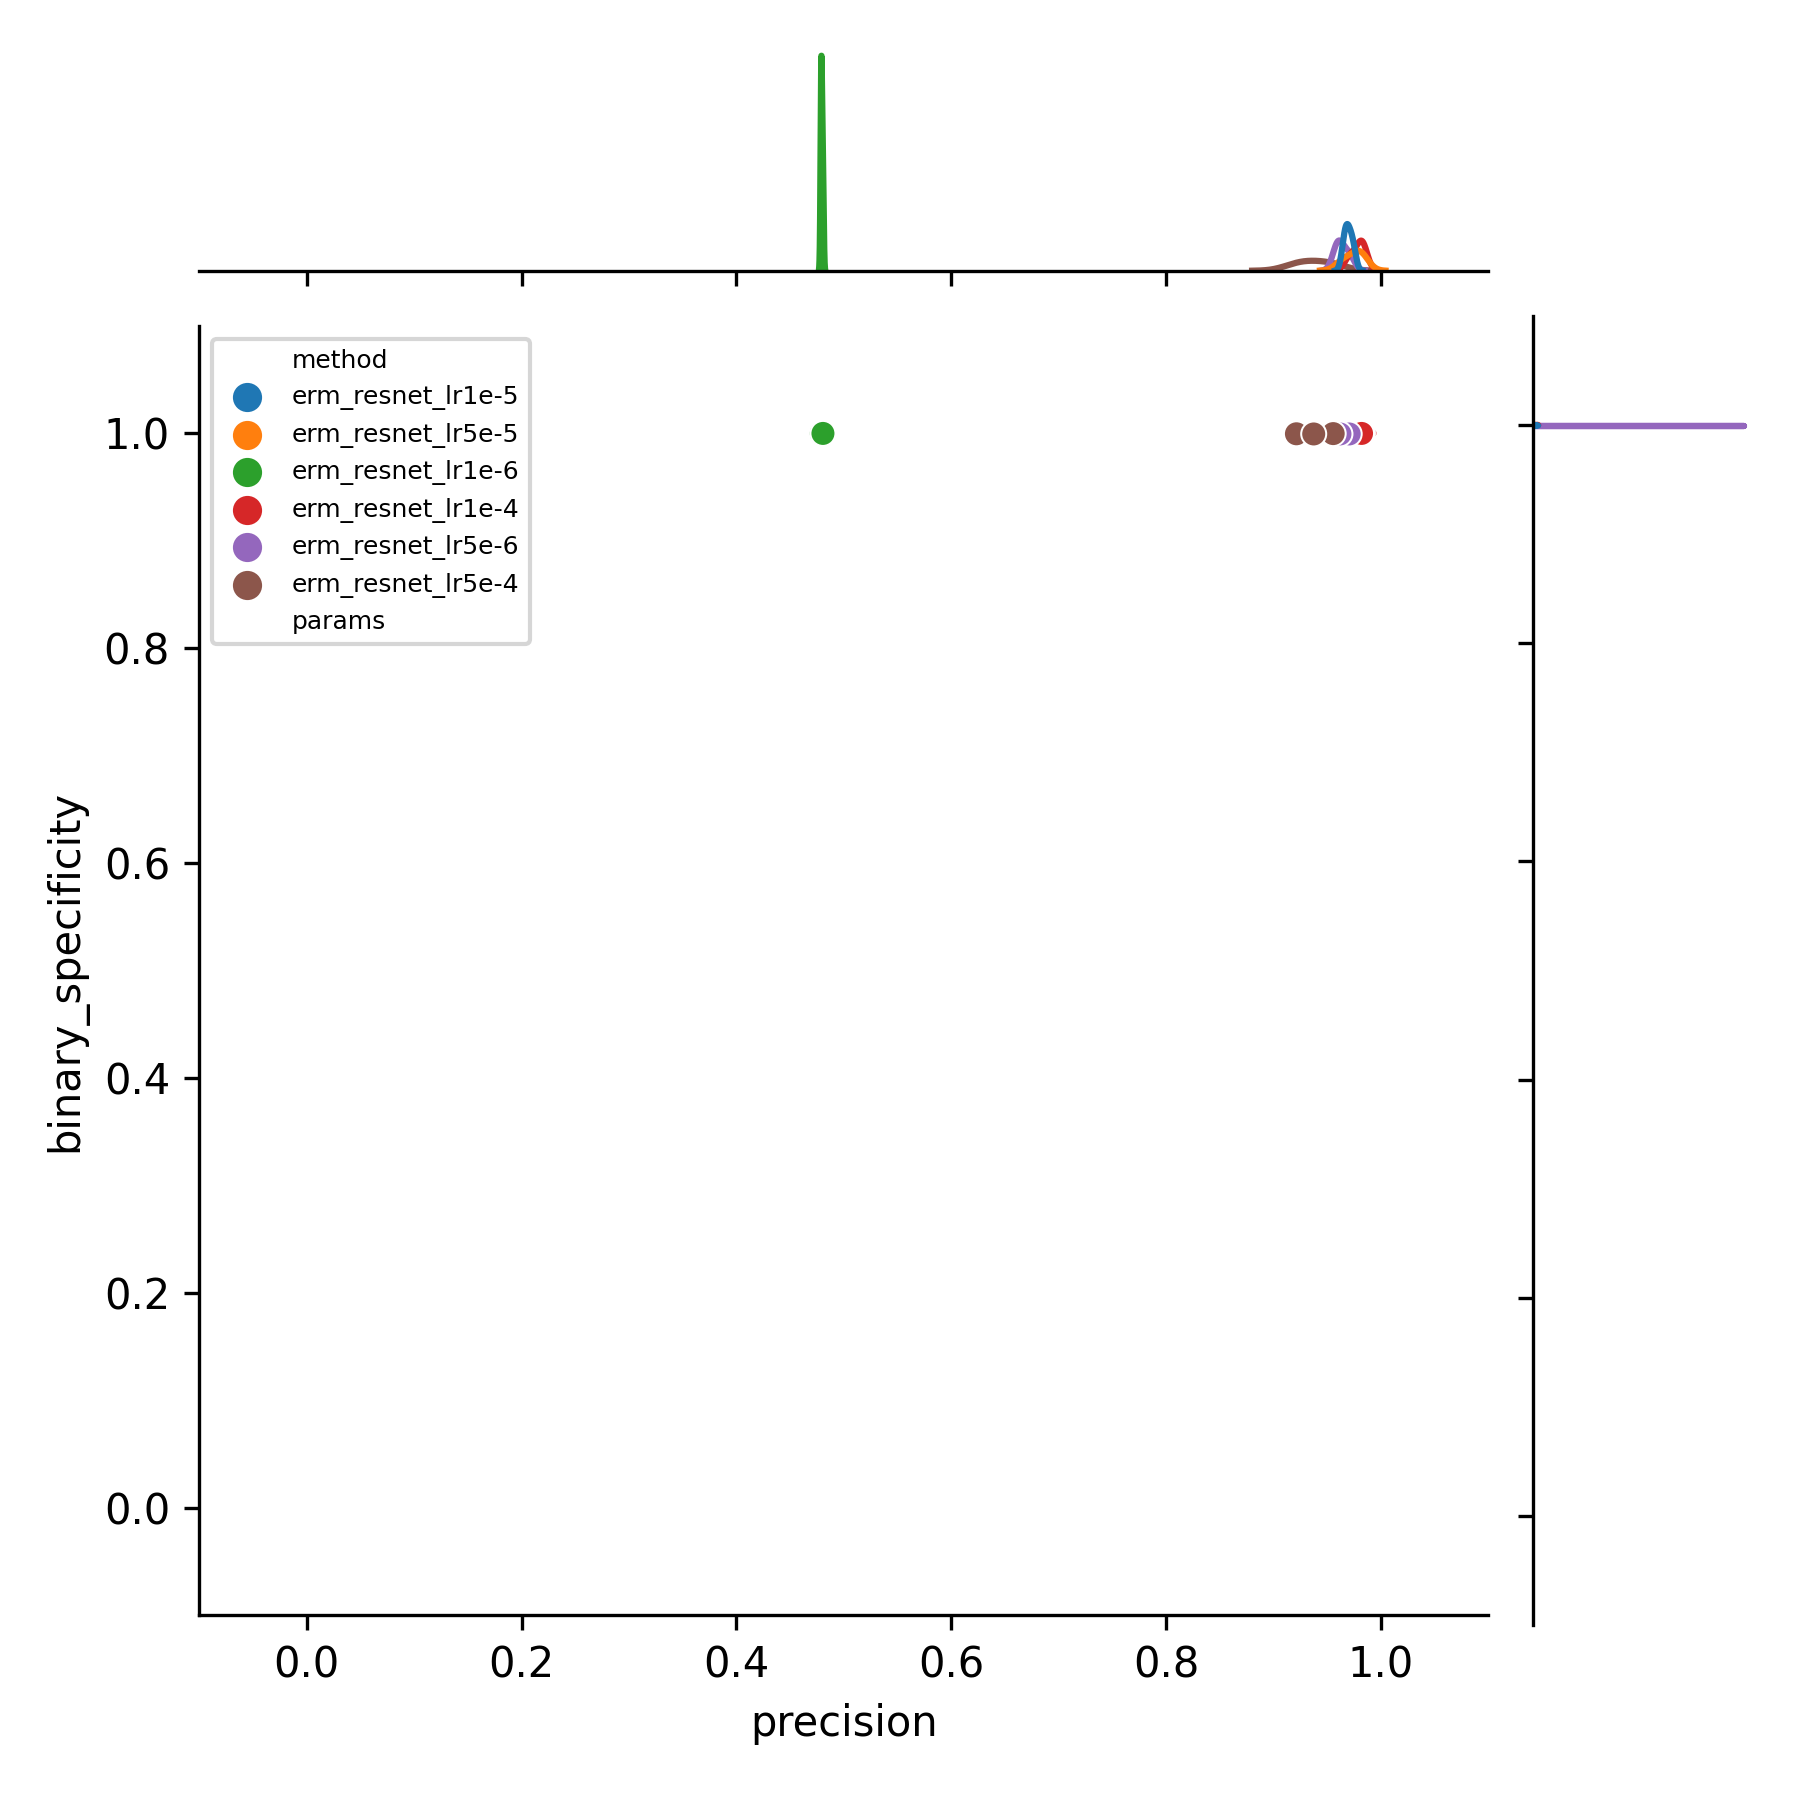 method
erm_resnet_lr1e-5
erm_resnet_lr5e-5
erm_resnet_lr1e-6
erm_resnet_lr1e-4
erm_resnet_lr5e-6
erm_resnet_lr5e-4
params
1.0
0.8
0.6
0.4
0.2
0.0
binary_specificity
0.0 0.2 0.4 0.6 0.8 1.0
precision